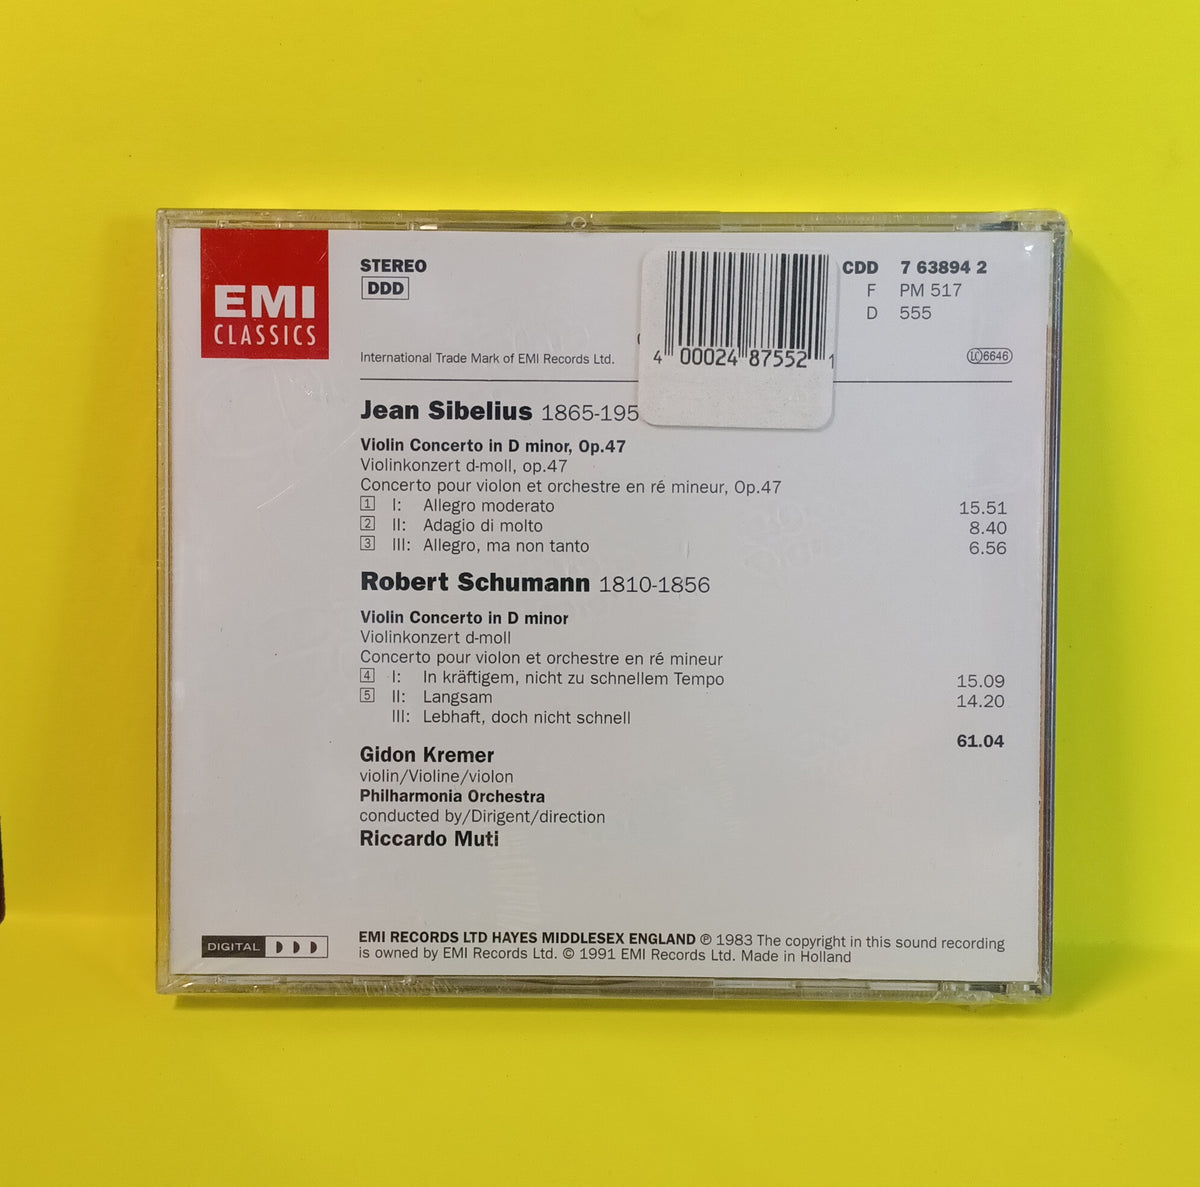 EMI
CLASSICS
STEREO
DDD
International Trade Mark of EMI Records Ltd.
4 00024 87552 1
CDD 7 63894 2
F PM 517
D 555
LC 6646
Jean Sibelius 1865-195
Violin Concerto in D minor, Op.47
Violinkonzert d-moll, op.47
Concerto pour violon et orchestre en ré mineur, Op.47
1 I: Allegro moderato 15.51
2 II: Adagio di molto 8.40
3 III: Allegro, ma non tanto 6.56
Robert Schumann 1810-1856
Violin Concerto in D minor
Violinkonzert d-moll
Concerto pour violon et orchestre en ré mineur
4 I: In kräftigem, nicht zu schnellem Tempo 15.09
5 II: Langsam 14.20
III: Lebhaft, doch nicht schnell
61.04
Gidon Kremer
violin/Violine/violon
Philharmonia Orchestra
conducted by/Dirigent/direction
Riccardo Muti
DIGITAL
EMI RECORDS LTD HAYES MIDDLESEX ENGLAND ℗ 1983 The copyright in this sound recording
is owned by EMI Records Ltd. © 1991 EMI Records Ltd. Made in Holland